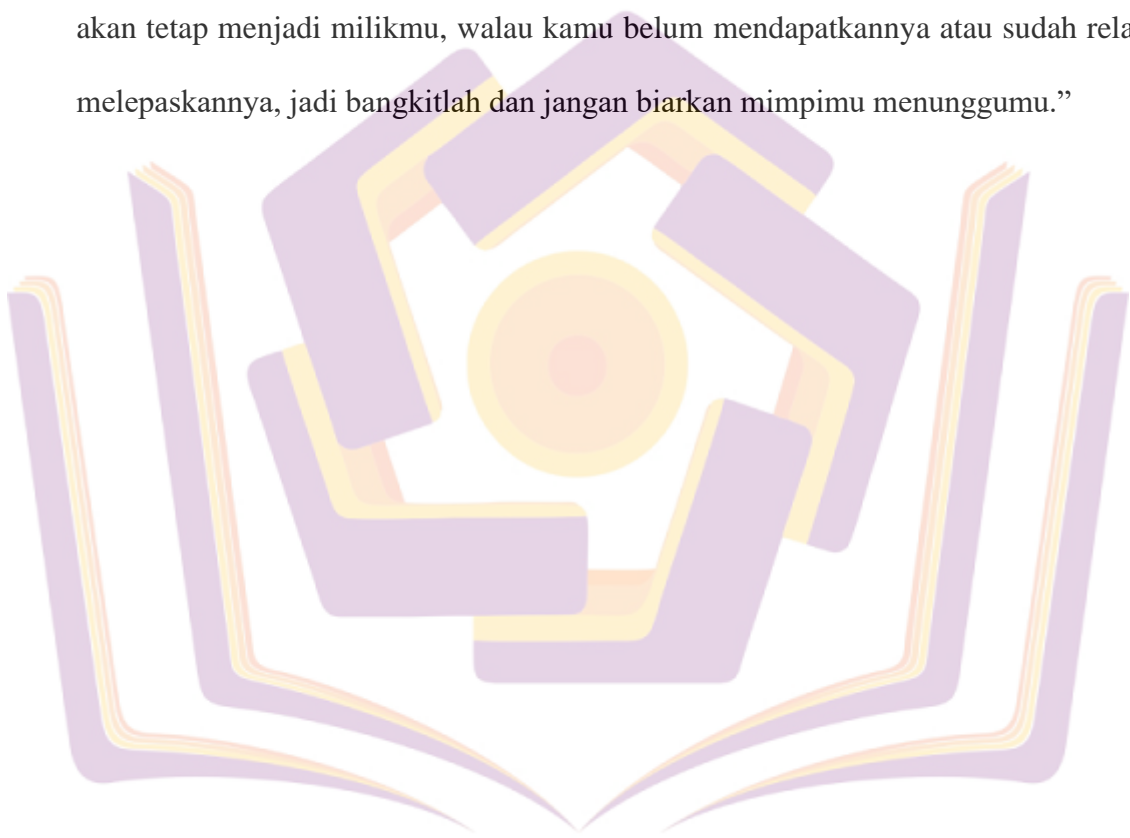 akan tetap menjadi milikmu, walau kamu belum mendapatkannya atau sudah rela
melepaskannya, jadi bangkitlah dan jangan biarkan mimpimu menunggumu.”